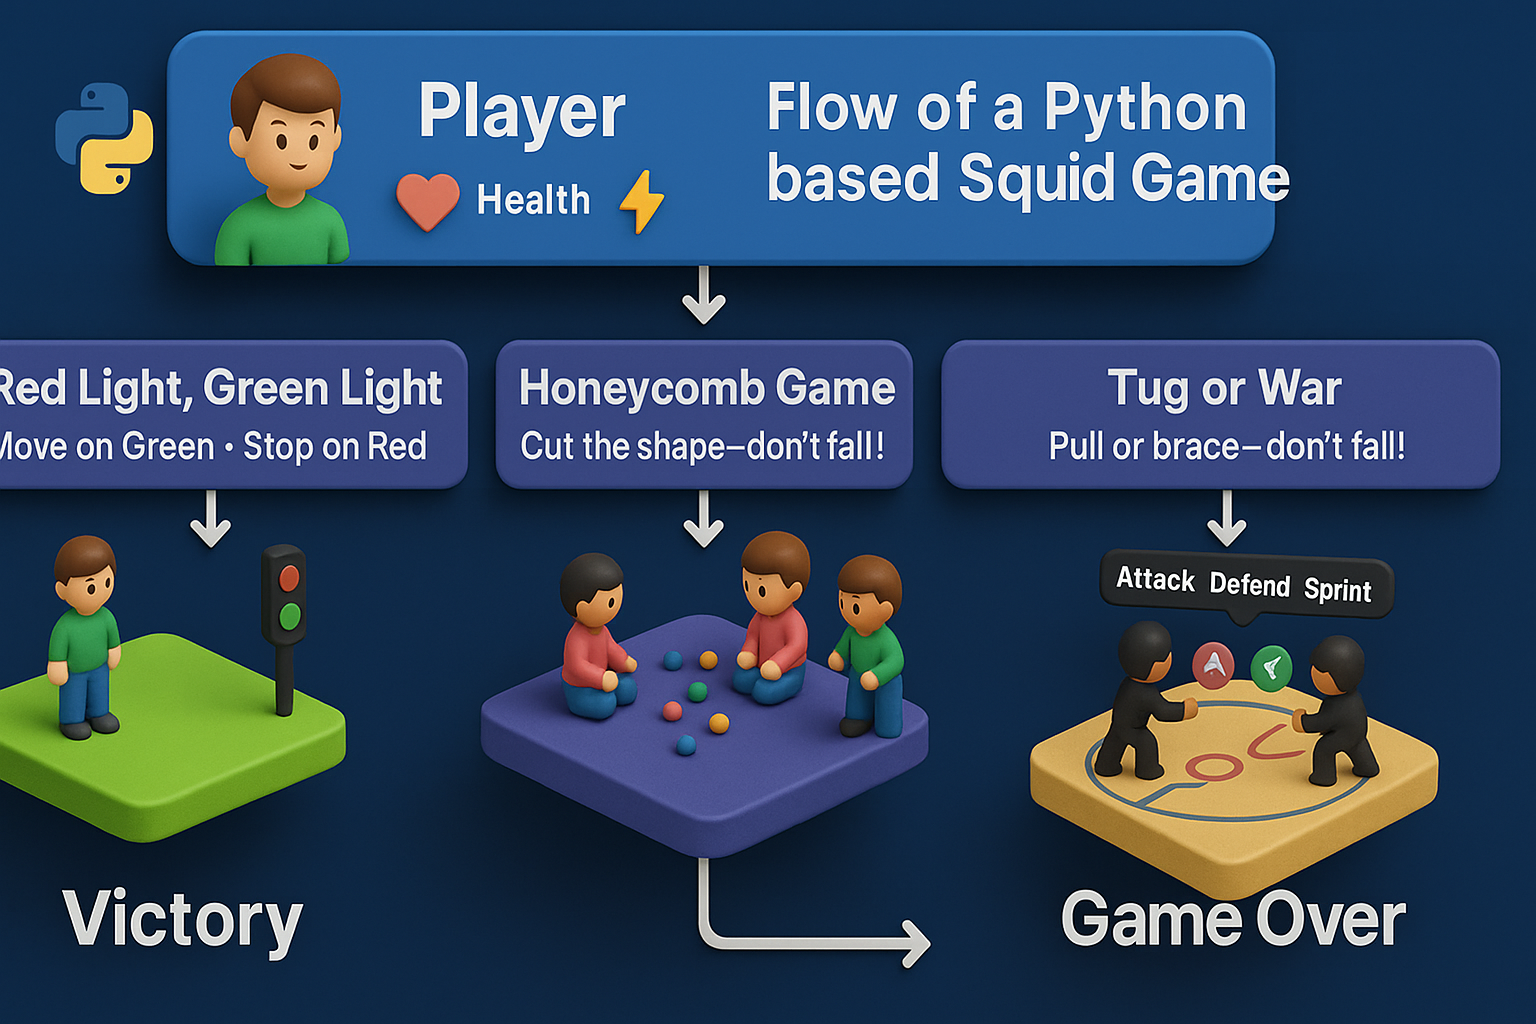 Player
Health
Flow of a Python
based Squid Game
Red Light, Green Light
Move on Green • Stop on Red
Honeycomb Game
Cut the shape–don't fall!
Tug or War
Pull or brace–don't fall!
Attack Defend Sprint
Victory
Game Over